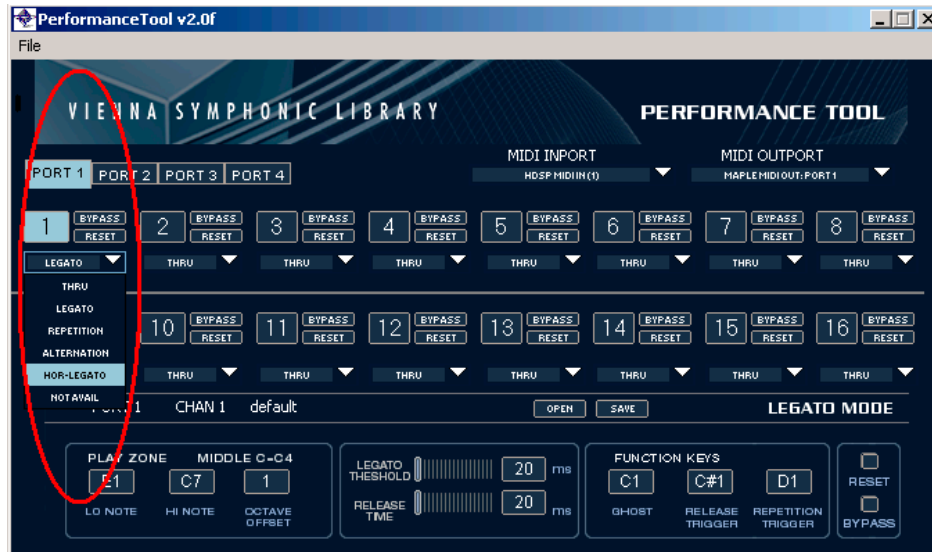 PerformanceTool v2.0f
File
VIENNA SYMPHONIC LIBRARY
PERFORMANCE TOOL
MIDI INPORT
MIDI OUTPORT
PORT 1 PORT 2 PORT 3 PORT 4
HDSP MIDI IN (1)
MAPLE MIDI OUT: PORT 1
1 BYPASS RESET 2 BYPASS RESET 3 BYPASS RESET 4 BYPASS RESET 5 BYPASS RESET 6 BYPASS RESET 7 BYPASS RESET 8 BYPASS RESET
LEGATO THRU THRU THRU THRU THRU THRU THRU
THRU
LEGATO
REPETITION
ALTERNATION
HOR-LEGATO
NOT AVAIL
10 BYPASS RESET 11 BYPASS RESET 12 BYPASS RESET 13 BYPASS RESET 14 BYPASS RESET 15 BYPASS RESET 16 BYPASS RESET
THRU THRU THRU THRU THRU THRU THRU
PORT 1 CHAN 1 default OPEN SAVE LEGATO MODE
PLAY ZONE MIDDLE C=C4
E1 C7 1
LO NOTE HI NOTE OCTAVE OFFSET
LEGATO THESHOLD 20 ms
RELEASE TIME 20 ms
FUNCTION KEYS
C1 C#1 D1
GHOST RELEASE TRIGGER REPETITION TRIGGER
RESET
BYPASS